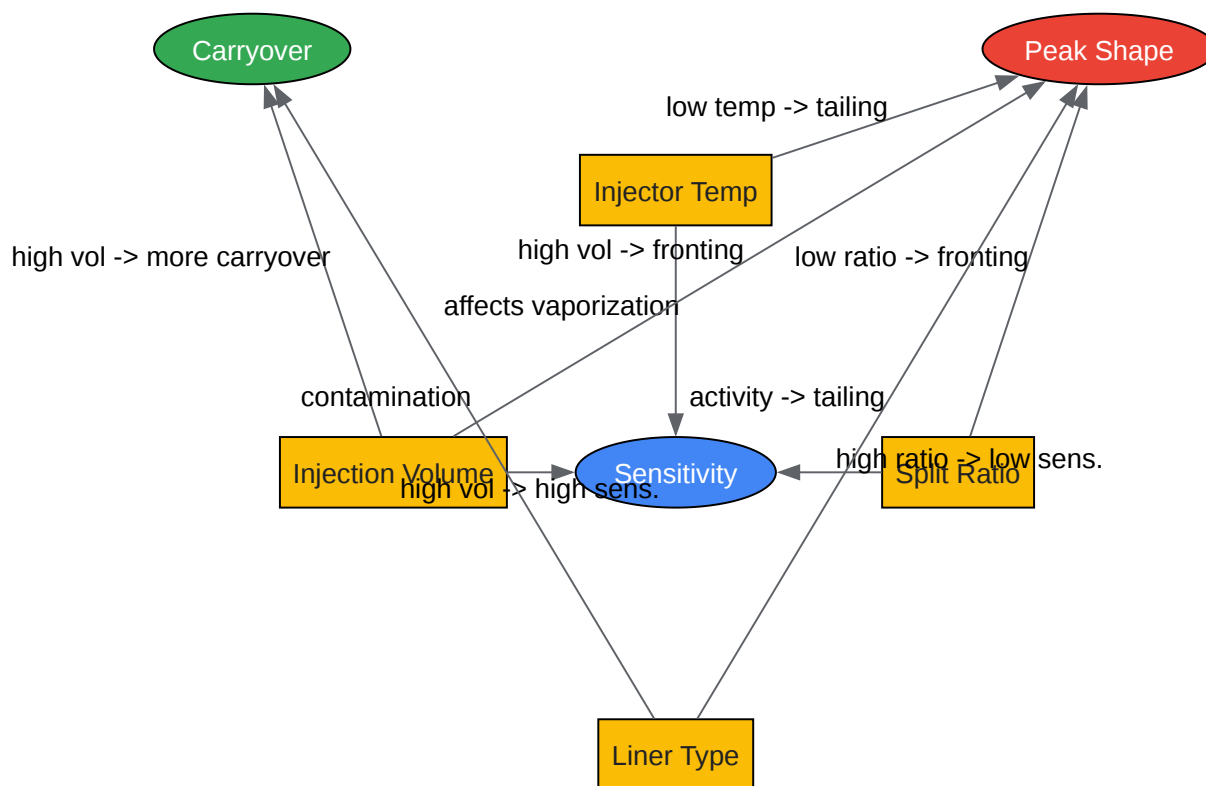 Carryover
Peak Shape
low temp -> tailing
Injector Temp
high vol -> fronting
high vol -> more carryover
low ratio -> fronting
affects vaporization
contamination
activity -> tailing
Injection Volume
Sensitivity
high ratio -> low sens.
Split Ratio
high vol -> high sens.
Liner Type